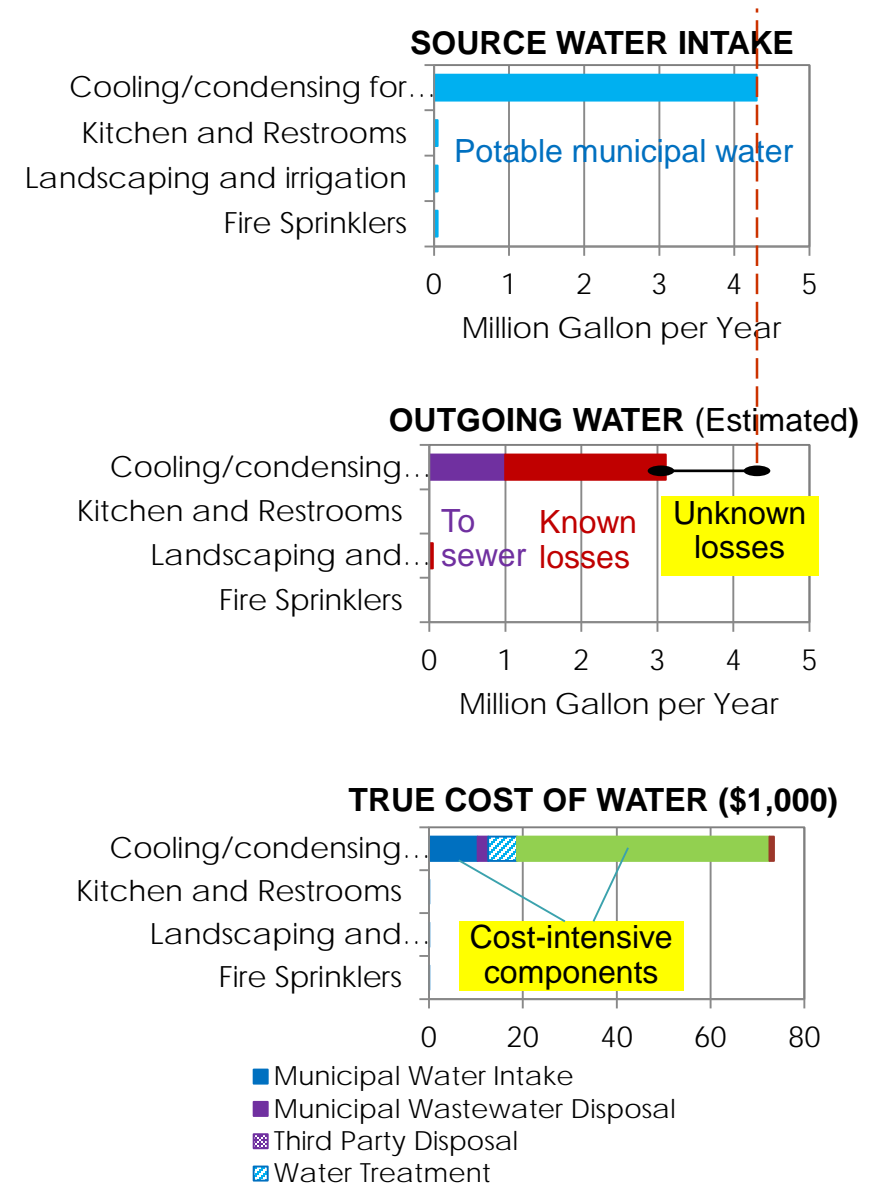 SOURCE WATER INTAKE
Cooling/condensing for…
Kitchen and Restrooms
Landscaping and irrigation
Fire Sprinklers
Potable municipal water
0 1 2 3 4 5
Million Gallon per Year
OUTGOING WATER (Estimated)
Cooling/condensing…
Kitchen and Restrooms
Landscaping and…
Fire Sprinklers
To
sewer
Known
losses
Unknown
losses
0 1 2 3 4 5
Million Gallon per Year
TRUE COST OF WATER ($1,000)
Cooling/condensing…
Kitchen and Restrooms
Landscaping and…
Fire Sprinklers
Cost-intensive
components
0 20 40 60 80
Municipal Water Intake
Municipal Wastewater Disposal
Third Party Disposal
Water Treatment